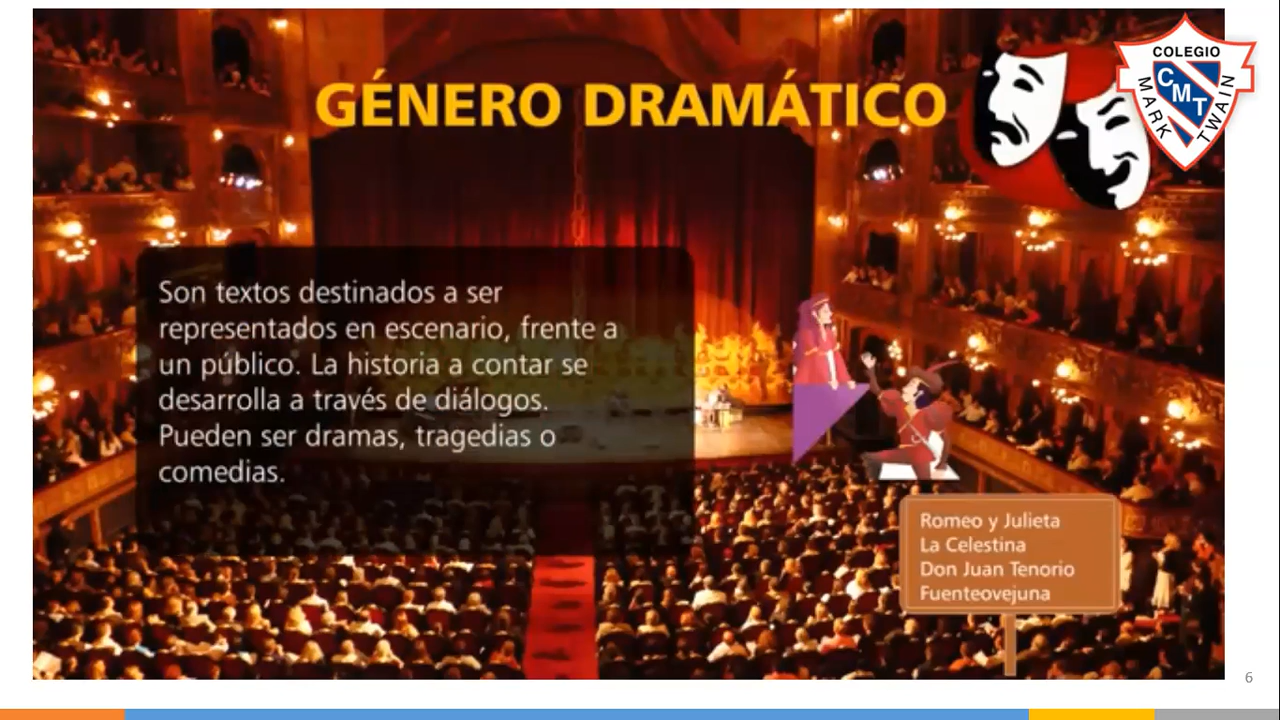 GÉNERO DRAMÁTICO
COLEGIO
MARK TWAIN
CMT
Son textos destinados a ser
representados en escenario, frente a
un público. La historia a contar se
desarrolla a través de diálogos.
Pueden ser dramas, tragedias o
comedias.
Romeo y Julieta
La Celestina
Don Juan Tenorio
Fuenteovejuna
6